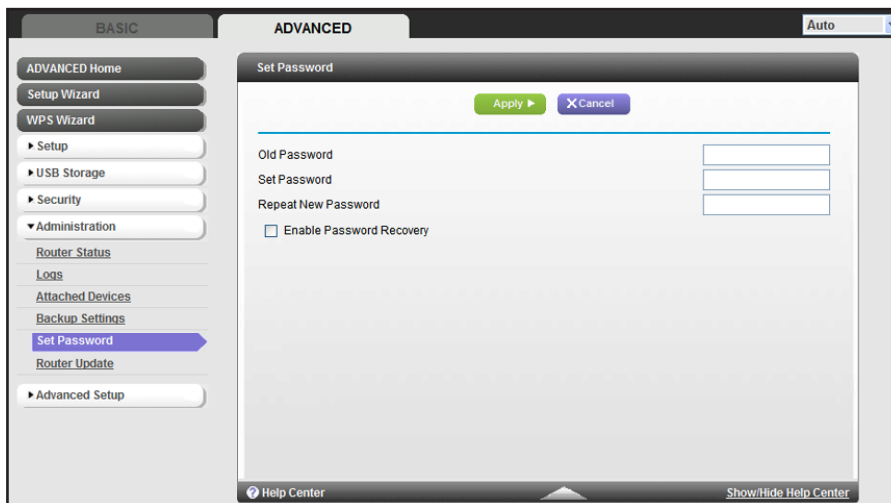 BASIC
ADVANCED
Auto
ADVANCED Home
Setup Wizard
WPS Wizard
Setup
USB Storage
Security
Administration
Router Status
Logs
Attached Devices
Backup Settings
Set Password
Router Update
Advanced Setup
Set Password
Apply
X Cancel
Old Password
Set Password
Repeat New Password
Enable Password Recovery
? Help Center
Show/Hide Help Center